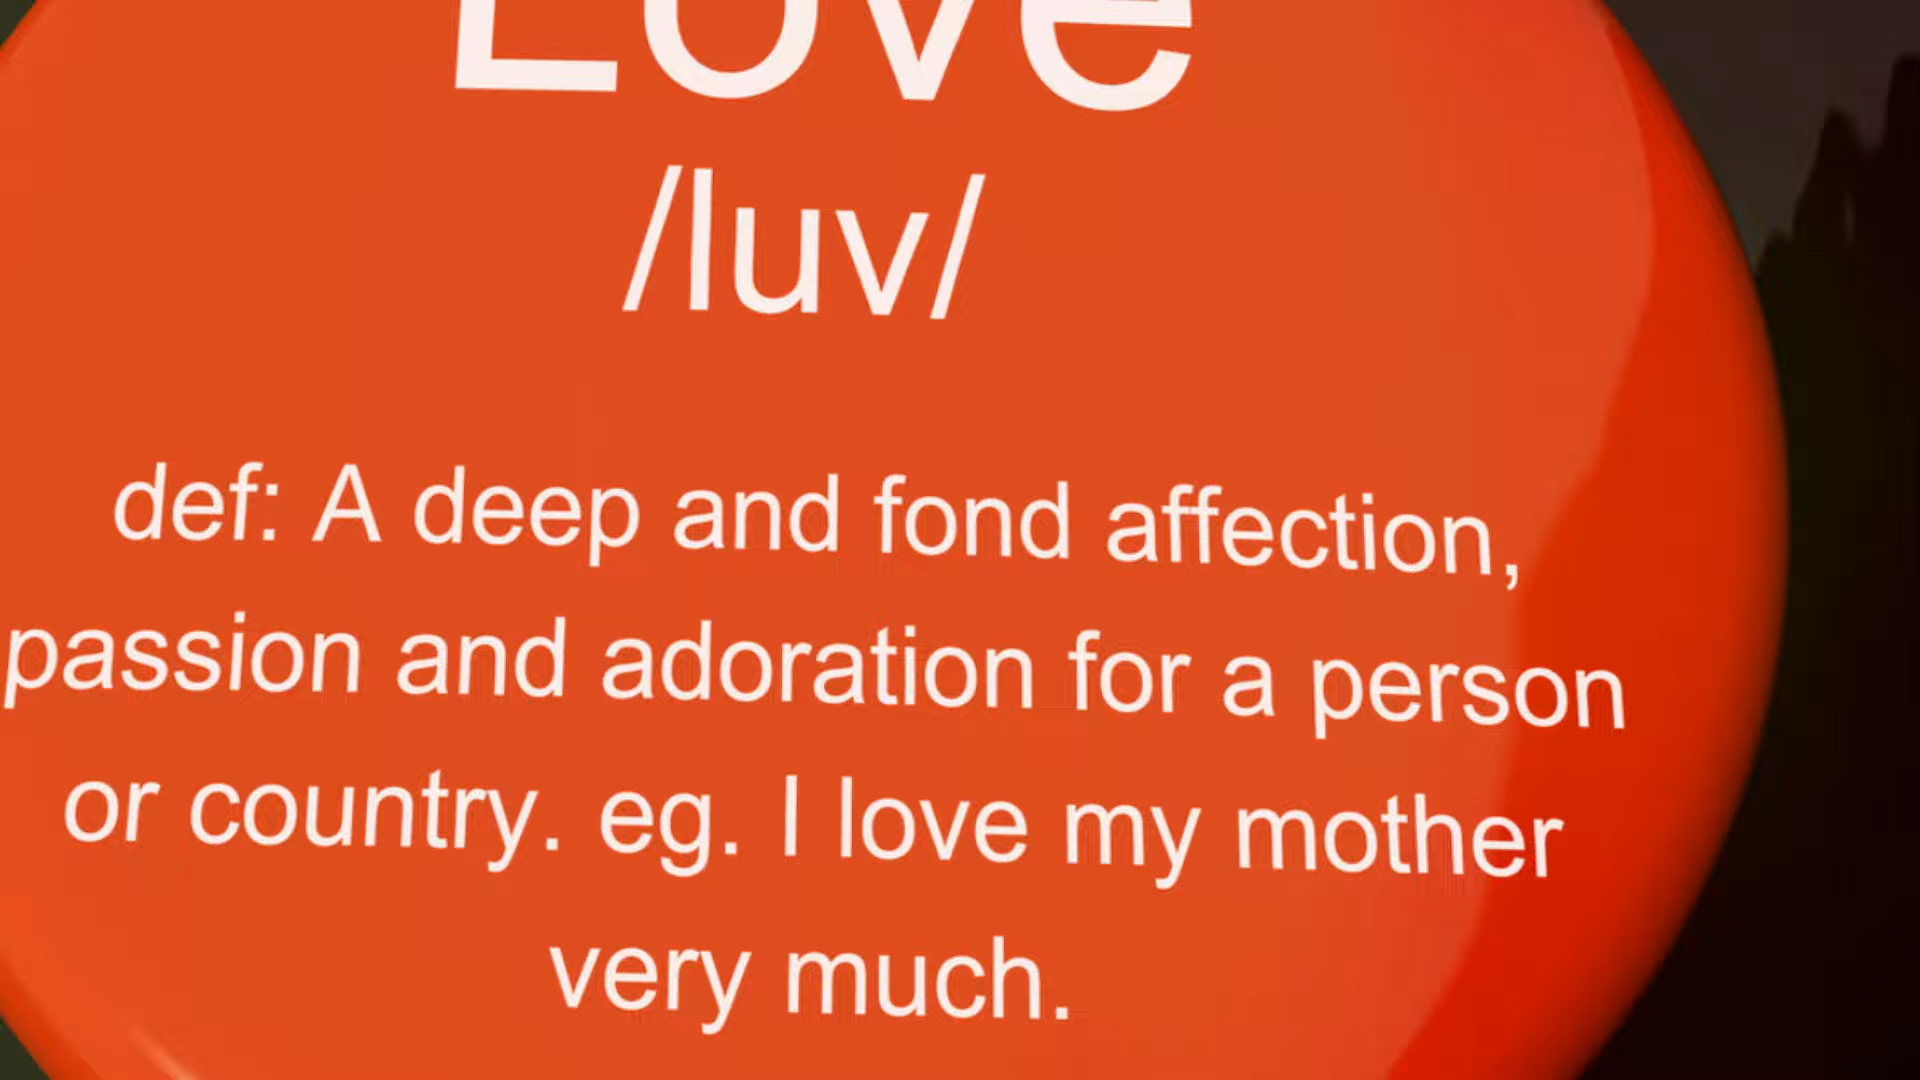 Love
/luv/
def: A deep and fond affection,
passion and adoration for a person
or country. eg. I love my mother
very much.